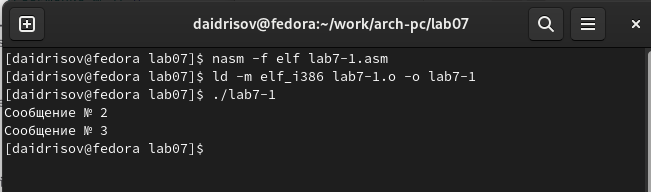 daidrisov@fedora:~/work/arch-pc/lab07
[daidrisov@fedora lab07]$ nasm -f elf lab7-1.asm
[daidrisov@fedora lab07]$ ld -m elf_i386 lab7-1.o -o lab7-1
[daidrisov@fedora lab07]$ ./lab7-1
Сообщение № 2
Сообщение № 3
[daidrisov@fedora lab07]$